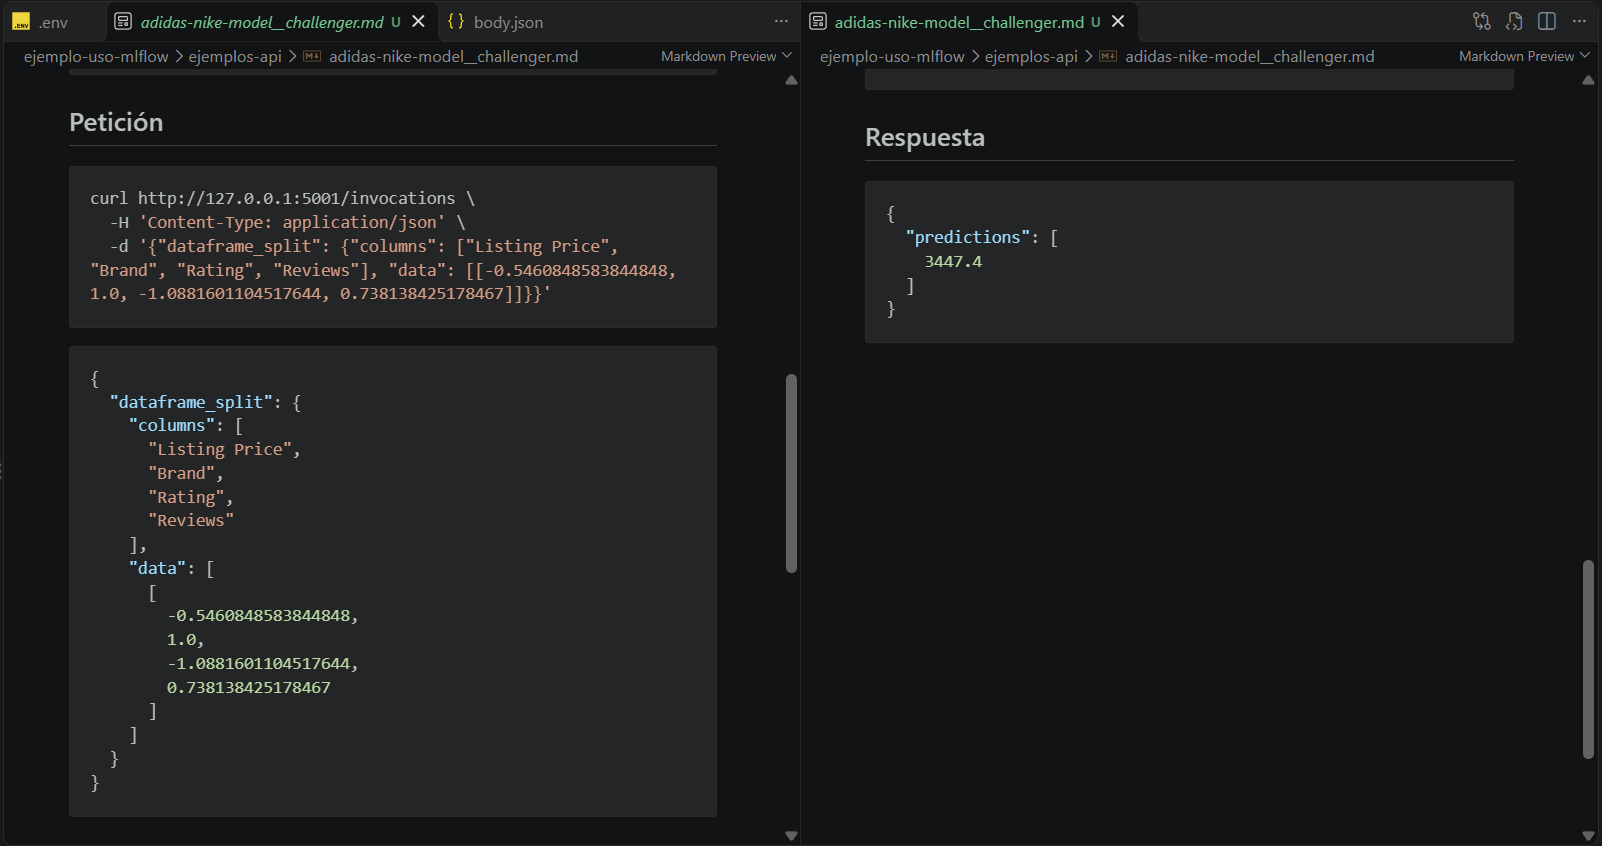 .env
adidas-nike-model__challenger.md U
body.json
ejemplo-uso-mlflow > ejemplos-api > adidas-nike-model__challenger.md
Markdown Preview
Petición
curl http://127.0.0.1:5001/invocations \
-H 'Content-Type: application/json' \
-d '{"dataframe_split": {"columns": ["Listing Price",
"Brand", "Rating", "Reviews"], "data": [[-0.5460848583844848,
1.0, -1.0881601104517644, 0.738138425178467]]}}'
{
"dataframe_split": {
"columns": [
"Listing Price",
"Brand",
"Rating",
"Reviews"
],
"data": [
[
-0.5460848583844848,
1.0,
-1.0881601104517644,
0.738138425178467
]
]
}
}
adidas-nike-model__challenger.md U
ejemplo-uso-mlflow > ejemplos-api > adidas-nike-model__challenger.md
Markdown Preview
Respuesta
{
"predictions": [
3447.4
]
}